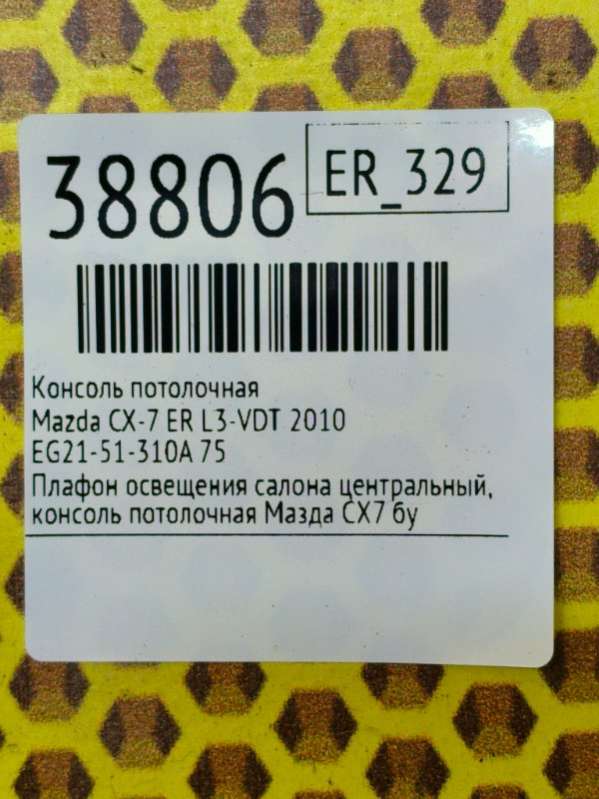 38806
ER_329
Консоль потолочная
Mazda CX-7 ER L3-VDT 2010
EG21-51-310A 75
Плафон освещения салона центральный,
консоль потолочная Мазда СХ7 бу